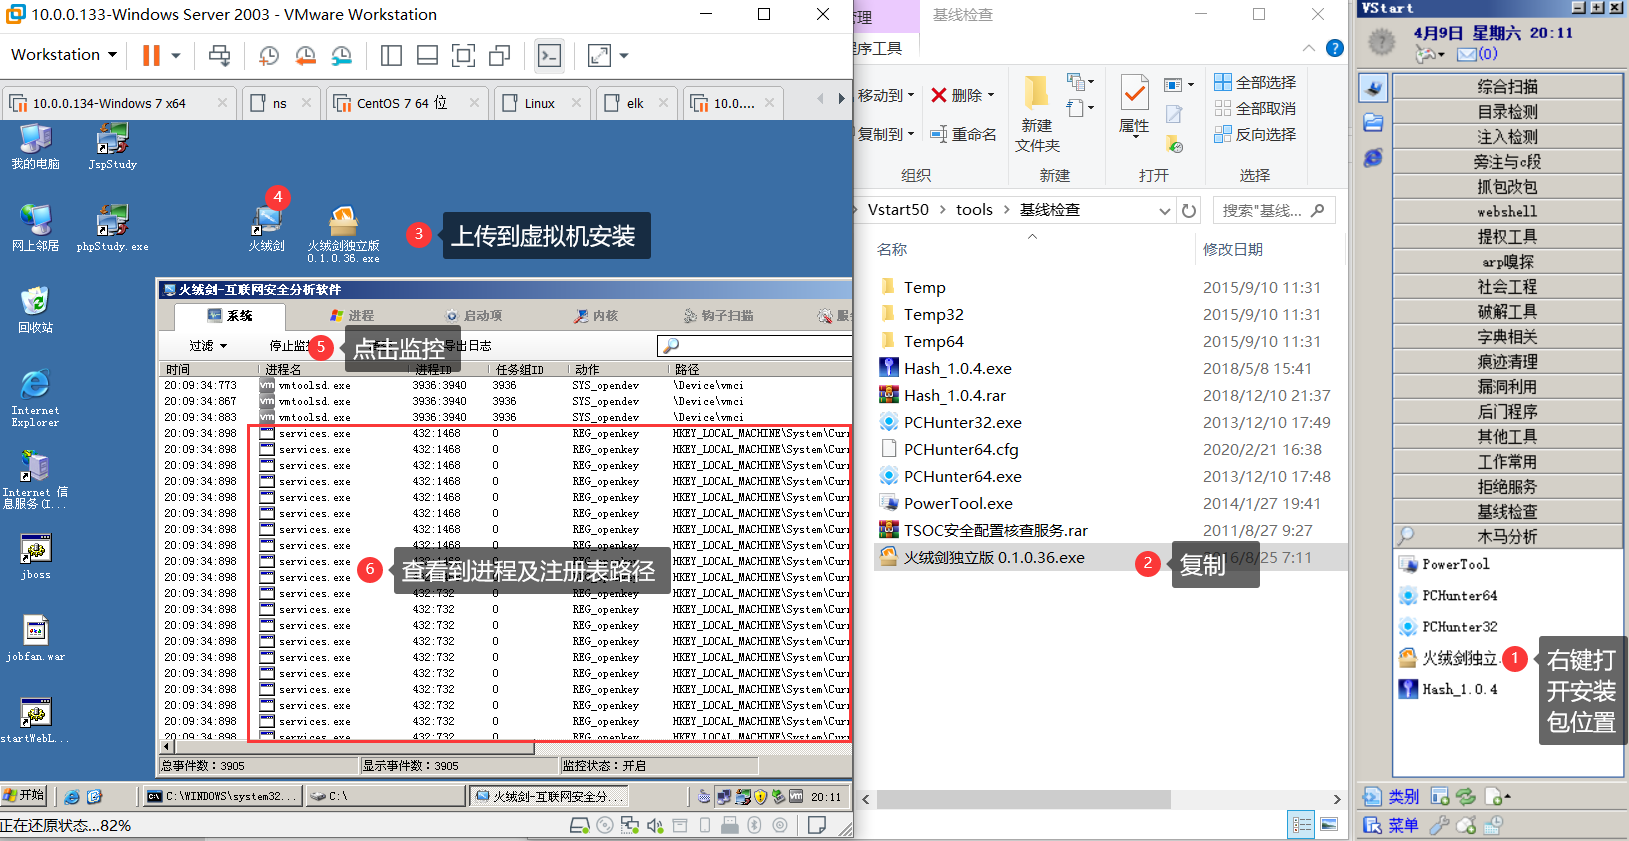 10.0.0.133-Windows Server 2003 - VMware Workstation
Workstation
10.0.0.134-Windows 7 x64
ns
CentOS 7 64 位
Linux
elk
10.0....
我的电脑
JspStudy
4
网上邻居
phpStudy.exe
火绒剑
火绒剑独立版
0.1.0.36.exe
3
上传到虚拟机安装
回收站
Internet
Explorer
Internet 信
息服务(I...
jboss
jobfan.war
startWebL...
火绒剑-互联网安全分析软件
系统
进程
启动项
内核
钩子扫描
过滤
停止监
5
点击监控
导出日志
时间 进程名 进程ID 任务组ID 动作 路径
20:09:34:773 vmtoolsd.exe 3936:3940 3936 SYS_opendev \Device\vmci
20:09:34:867 vmtoolsd.exe 3936:3940 3936 SYS_opendev \Device\vmci
20:09:34:883 vmtoolsd.exe 3936:3940 3936 SYS_opendev \Device\vmci
20:09:34:898 services.exe 432:1468 0 REG_openkey HKEY_LOCAL_MACHINE\System\Curr
20:09:34:898 services.exe 432:1468 0 REG_openkey HKEY_LOCAL_MACHINE\System\Curr
20:09:34:898 services.exe 432:1468 0 REG_openkey HKEY_LOCAL_MACHINE\System\Curr
20:09:34:898 services.exe 432:1468 0 REG_openkey HKEY_LOCAL_MACHINE\System\Curr
20:09:34:898 services.exe 432:1468 0 REG_openkey HKEY_LOCAL_MACHINE\System\Curr
20:09:34:898 services.exe 432:1468 0 REG_openkey HKEY_LOCAL_MACHINE\System\Curr
20:09:34:898 services.exe 432:1468 0 REG_openkey HKEY_LOCAL_MACHINE\System\Curr
20:09:34:898 services.exe 432:1468 0 REG_openkey HKEY_LOCAL_MACHINE\System\Curr
6
查看到进程及注册表路径
20:09:34:898
20:09:34:898
20:09:34:898 services.exe 432:732 0 REG_openkey HKEY_LOCAL_MACHINE\System\Curr
20:09:34:898 services.exe 432:732 0 REG_openkey HKEY_LOCAL_MACHINE\System\Curr
20:09:34:898 services.exe 432:732 0 REG_openkey HKEY_LOCAL_MACHINE\System\Curr
20:09:34:898 services.exe 432:732 0 REG_openkey HKEY_LOCAL_MACHINE\System\Curr
20:09:34:898 services.exe 432:732 0 REG_openkey HKEY_LOCAL_MACHINE\System\Curr
20:09:34:898 services.exe 432:732 0 REG_openkey HKEY_LOCAL_MACHINE\System\Curr
20:09:34:898 services.exe 432:732 0 REG_openkey HKEY_LOCAL_MACHINE\System\Curr
20:09:34:898 services.exe 432:732 0 REG_openkey HKEY_LOCAL_MACHINE\System\Curr
20:09:34:898 services.exe 432:732 0 REG_openkey HKEY_LOCAL_MACHINE\System\Curr
总事件数：3905
显示事件数：3905
监控状态：开启
开始
C:\WINDOWS\system32...
C:\
火绒剑-互联网安全分...
20:11
正在还原状态...82%
管理
基线检查
程序工具
移动到
复制到
删除
重命名
组织
新建
文件夹
新建
属性
打开
全部选择
全部取消
反向选择
选择
Vstart50
tools
基线检查
搜索"基线...
名称
修改日期
Temp 2015/9/10 11:31
Temp32 2015/9/10 11:31
Temp64 2015/9/10 11:31
Hash_1.0.4.exe 2018/5/8 15:41
Hash_1.0.4.rar 2018/12/10 21:37
PCHunter32.exe 2013/12/10 17:49
PCHunter64.cfg 2020/2/21 16:38
PCHunter64.exe 2013/12/10 17:48
PowerTool.exe 2014/1/27 19:41
TSOC安全配置核查服务.rar 2011/8/27 9:27
火绒剑独立版 0.1.0.36.exe 2016/8/25 7:11
2
复制
VStart
4月9日 星期六 20:11
(0)
综合扫描
目录检测
注入检测
旁注与c段
抓包改包
webshell
提权工具
arp嗅探
社会工程
破解工具
字典相关
痕迹清理
漏洞利用
后门程序
其他工具
工作常用
拒绝服务
基线检查
木马分析
PowerTool
PCHunter64
PCHunter32
火绒剑独立.
1
右键打
开安装
包位置
Hash_1.0.4
类别
菜单